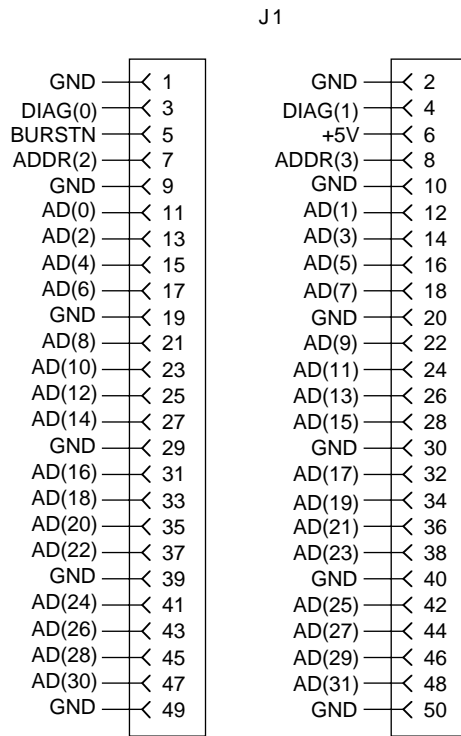 J1
GND 1 GND 2
DIAG(0) 3 DIAG(1) 4
BURSTN 5 +5V 6
ADDR(2) 7 ADDR(3) 8
GND 9 GND 10
AD(0) 11 AD(1) 12
AD(2) 13 AD(3) 14
AD(4) 15 AD(5) 16
AD(6) 17 AD(7) 18
GND 19 GND 20
AD(8) 21 AD(9) 22
AD(10) 23 AD(11) 24
AD(12) 25 AD(13) 26
AD(14) 27 AD(15) 28
GND 29 GND 30
AD(16) 31 AD(17) 32
AD(18) 33 AD(19) 34
AD(20) 35 AD(21) 36
AD(22) 37 AD(23) 38
GND 39 GND 40
AD(24) 41 AD(25) 42
AD(26) 43 AD(27) 44
AD(28) 45 AD(29) 46
AD(30) 47 AD(31) 48
GND 49 GND 50